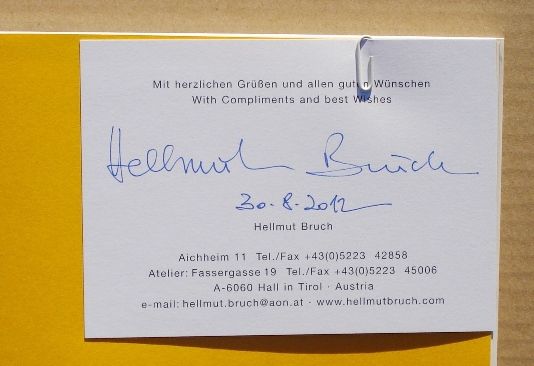 Mit herzlichen Grüßen und allen guten Wünschen
With Compliments and best Wishes
Hellmut Bruch
30.8.2012
Hellmut Bruch
Aichheim 11 Tel./Fax +43(0)5223 42858
Atelier: Fassergasse 19 Tel./Fax +43(0)5223 45006
A-6060 Hall in Tirol · Austria
e-mail: hellmut.bruch@aon.at · www.hellmutbruch.com